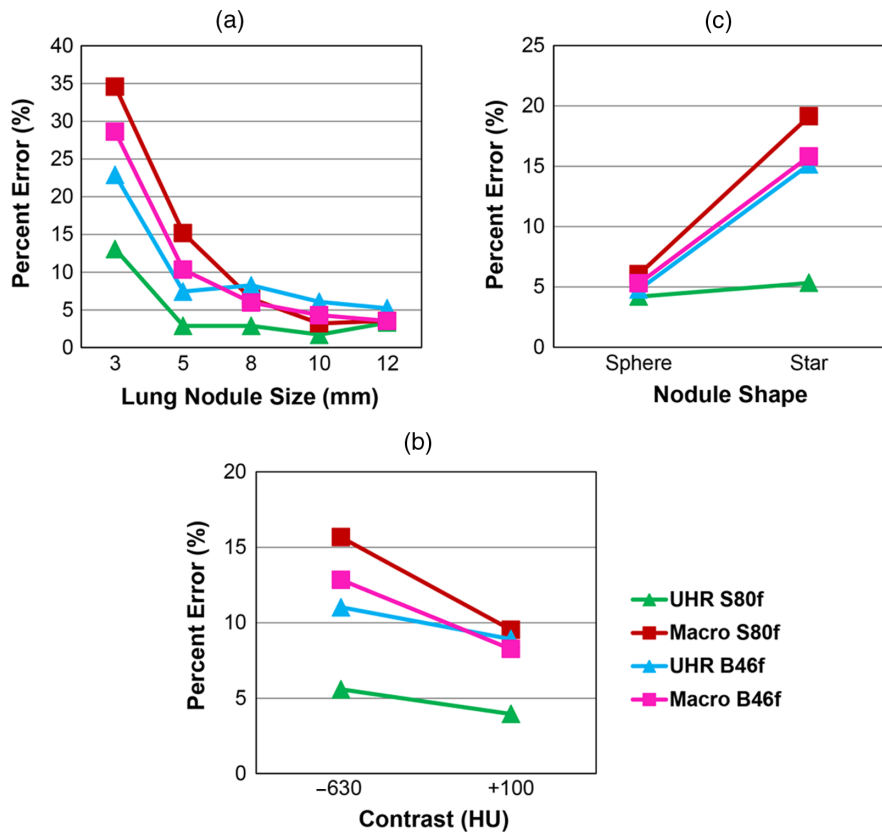 (a)
Percent Error (%)
40
35
30
25
20
15
10
5
0
3 5 8 10 12
Lung Nodule Size (mm)
(c)
Percent Error (%)
25
20
15
10
5
0
Sphere Star
Nodule Shape
(b)
Percent Error (%)
20
15
10
5
0
–630 +100
Contrast (HU)
UHR S80f
Macro S80f
UHR B46f
Macro B46f